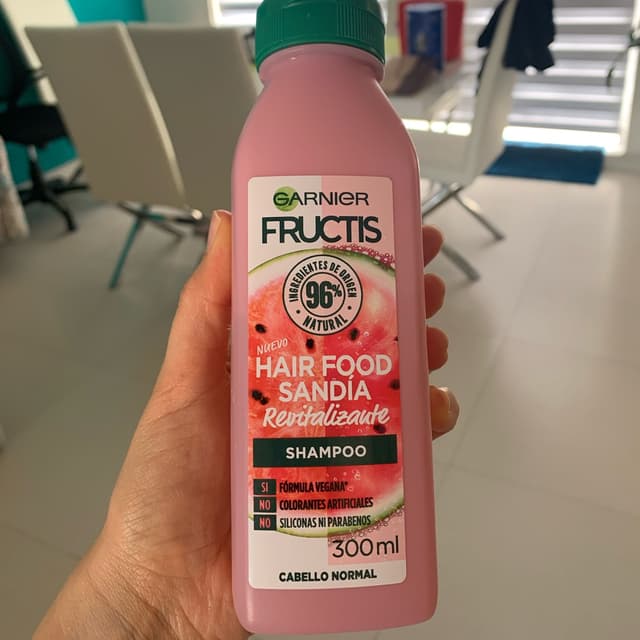 GARNIER
FRUCTIS
INGREDIENTES DE ORIGEN
96%
NATURAL
NUEVO
HAIR FOOD
SANDÍA
Revitalizante
SHAMPOO
SI FÓRMULA VEGANA*
NO COLORANTES ARTIFICIALES
NO SILICONAS NI PARABENOS
300ml
CABELLO NORMAL